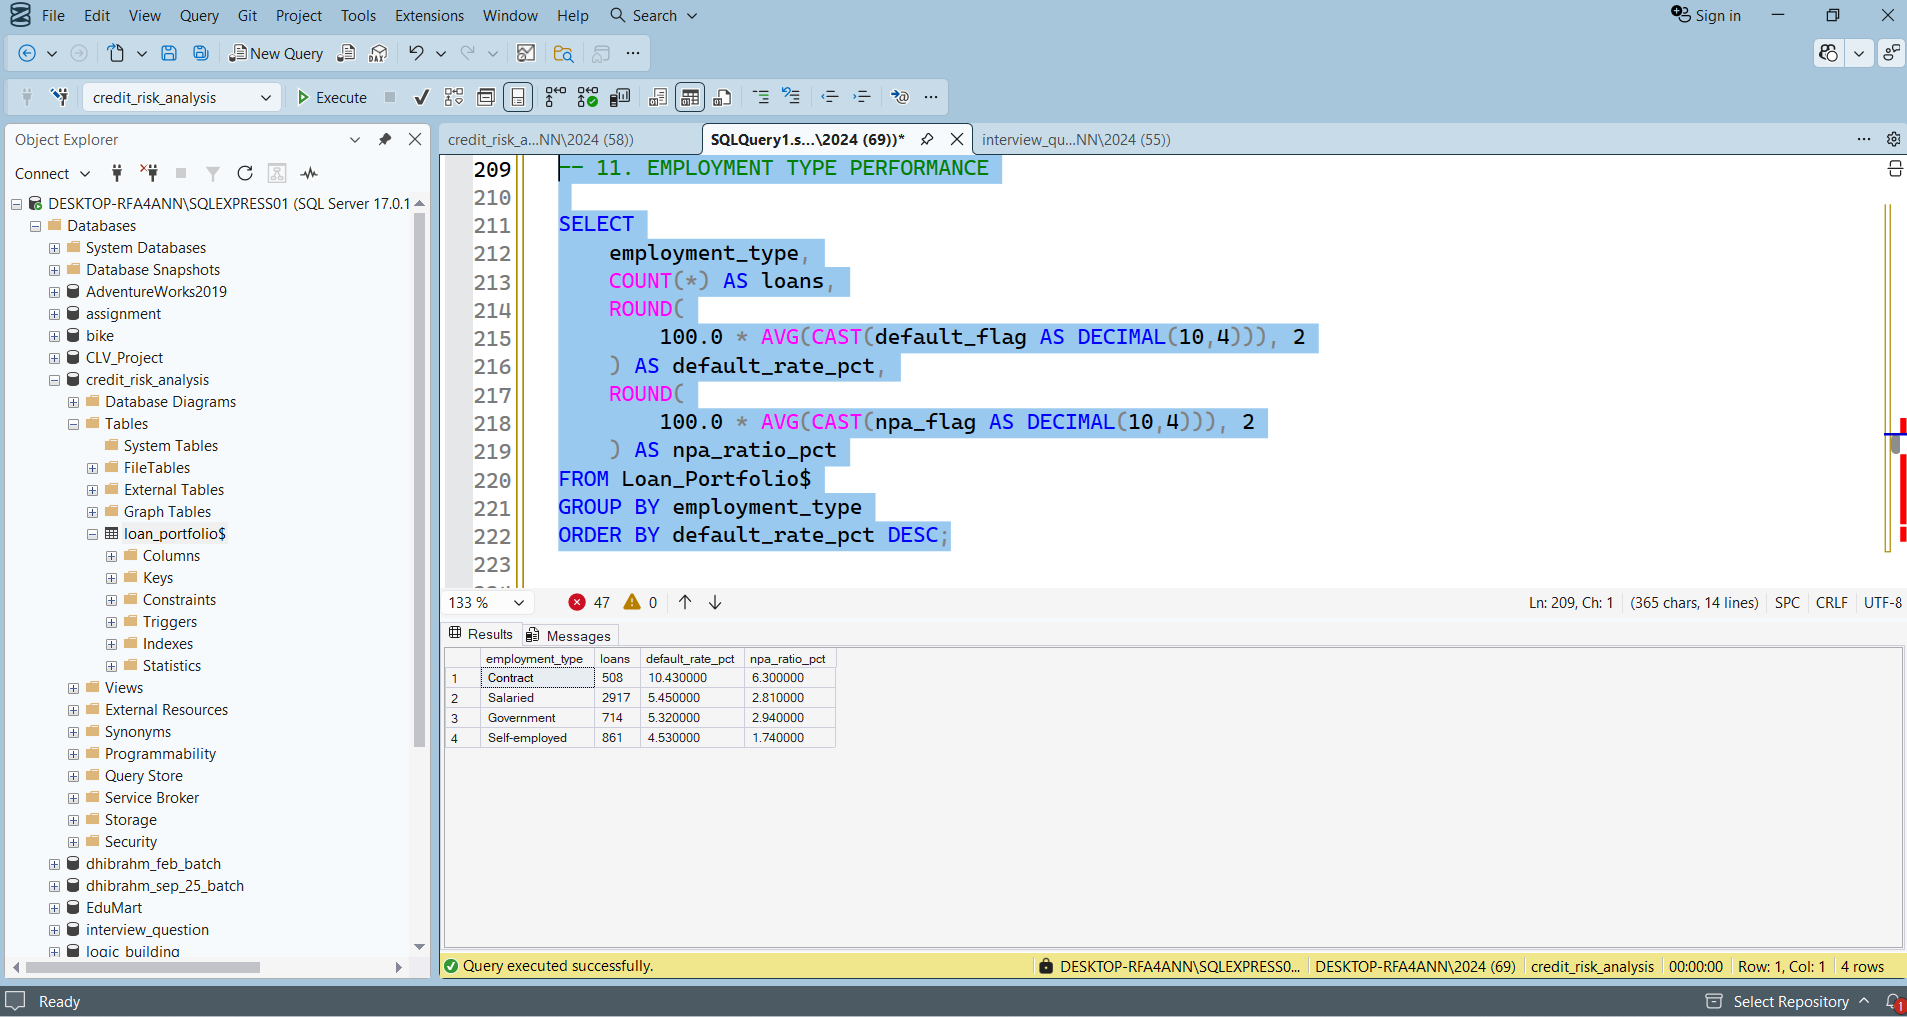 File Edit View Query Git Project Tools Extensions Window Help Search Sign in
New Query DAX
credit_risk_analysis Execute
Object Explorer
Connect
DESKTOP-RFA4ANN\SQLEXPRESS01 (SQL Server 17.0.1
Databases
System Databases
Database Snapshots
AdventureWorks2019
assignment
bike
CLV_Project
credit_risk_analysis
Database Diagrams
Tables
System Tables
FileTables
External Tables
Graph Tables
loan_portfolio$
Columns
Keys
Constraints
Triggers
Indexes
Statistics
Views
External Resources
Synonyms
Programmability
Query Store
Service Broker
Storage
Security
dhibrahm_feb_batch
dhibrahm_sep_25_batch
EduMart
interview_question
logic_building
credit_risk_a...NN\2024 (58)) SQLQuery1.s...\2024 (69))* interview_qu...NN\2024 (55))
209 -- 11. EMPLOYMENT TYPE PERFORMANCE
210
211 SELECT
212 employment_type,
213 COUNT(*) AS loans,
214 ROUND(
215 100.0 * AVG(CAST(default_flag AS DECIMAL(10,4))), 2
216 ) AS default_rate_pct,
217 ROUND(
218 100.0 * AVG(CAST(npa_flag AS DECIMAL(10,4))), 2
219 ) AS npa_ratio_pct
220 FROM Loan_Portfolio$
221 GROUP BY employment_type
222 ORDER BY default_rate_pct DESC;
223
133 % 47 0 Ln: 209, Ch: 1 (365 chars, 14 lines) SPC CRLF UTF-8
Results Messages
employment_type loans default_rate_pct npa_ratio_pct
1 Contract 508 10.430000 6.300000
2 Salaried 2917 5.450000 2.810000
3 Government 714 5.320000 2.940000
4 Self-employed 861 4.530000 1.740000
Query executed successfully. DESKTOP-RFA4ANN\SQLEXPRESS0... DESKTOP-RFA4ANN\2024 (69) credit_risk_analysis 00:00:00 Row: 1, Col: 1 4 rows
Ready Select Repository 1